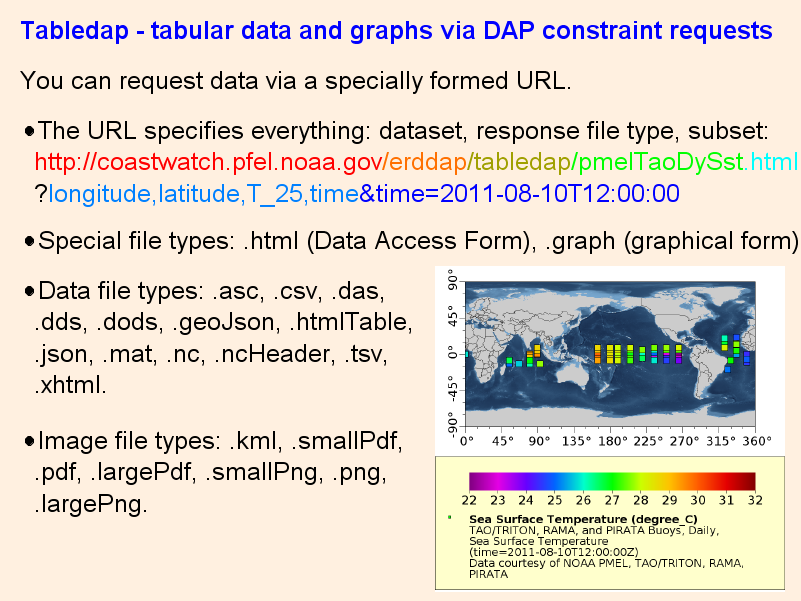 Tabledap - tabular data and graphs via DAP constraint requests
You can request data via a specially formed URL.
•The URL specifies everything: dataset, response file type, subset:
http://coastwatch.pfel.noaa.gov/erddap/tabledap/pmelTaoDySst.html
?longitude,latitude,T_25,time&time=2011-08-10T12:00:00
•Special file types: .html (Data Access Form), .graph (graphical form)
•Data file types: .asc, .csv, .das,
.dds, .dods, .geoJson, .htmlTable,
.json, .mat, .nc, .ncHeader, .tsv,
.xhtml.
•Image file types: .kml, .smallPdf,
.pdf, .largePdf, .smallPng, .png,
.largePng.
90°
45°
0°
-45°
-90°
0° 45° 90° 135° 180° 225° 270° 315° 360°
22 23 24 25 26 27 28 29 30 31 32
Sea Surface Temperature (degree_C)
TAO/TRITON, RAMA, and PIRATA Buoys, Daily,
Sea Surface Temperature
(time=2011-08-10T12:00:00Z)
Data courtesy of NOAA PMEL, TAO/TRITON, RAMA,
PIRATA